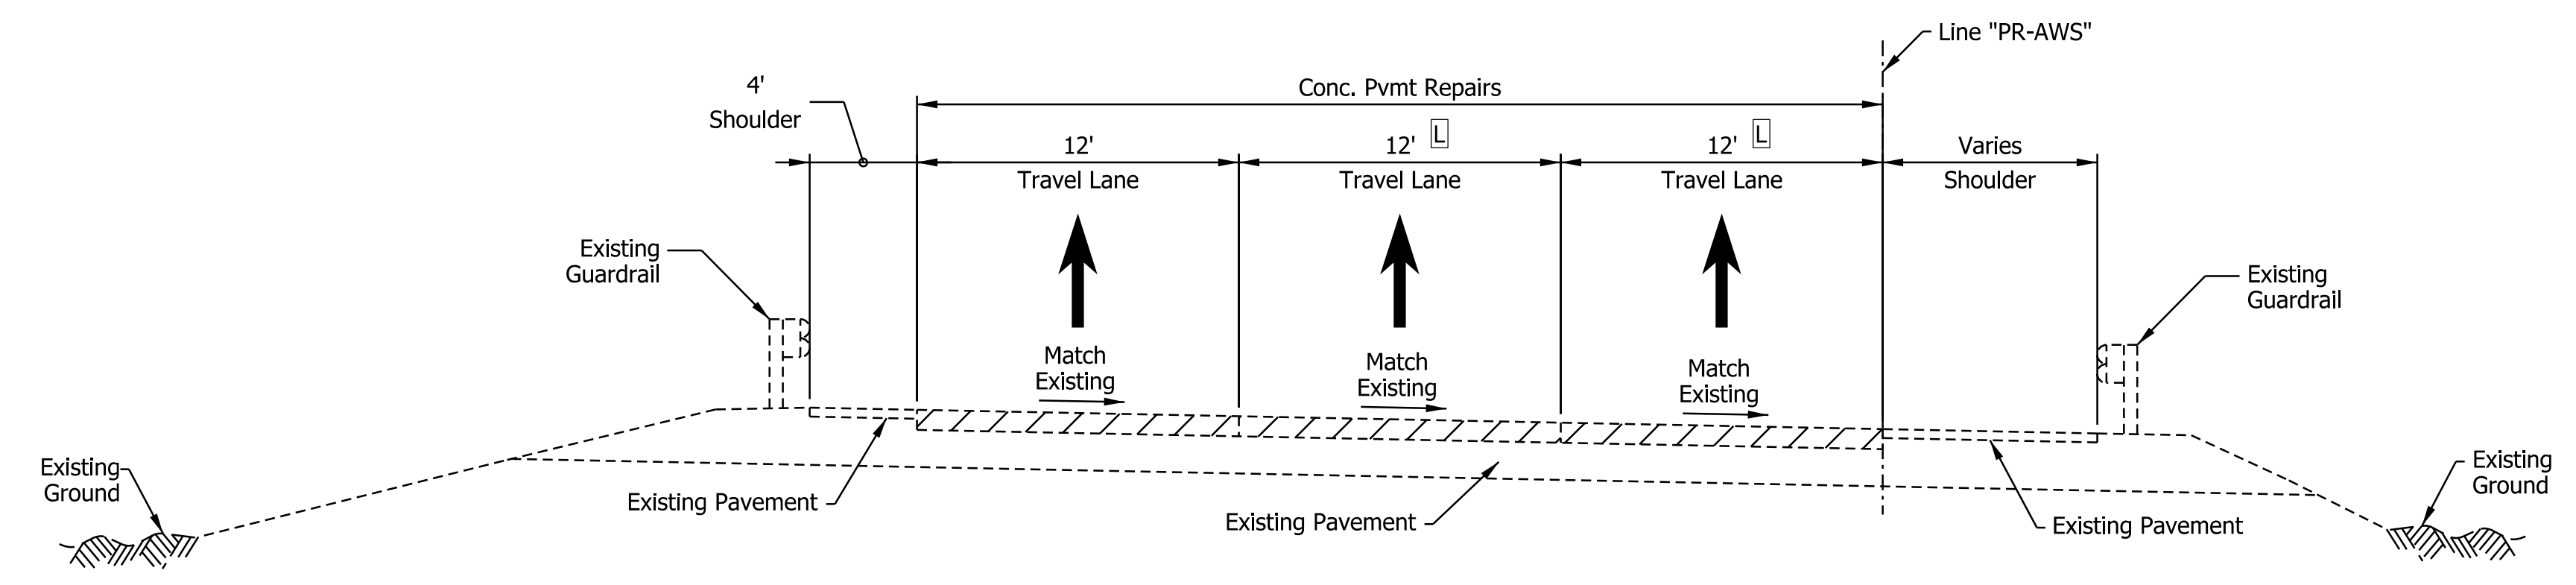 Line "PR-AWS"
4'
Shoulder
Conc. Pvmt Repairs
12'
Travel Lane
12' L
Travel Lane
12' L
Travel Lane
Varies
Shoulder
Existing
Guardrail
Existing
Guardrail
Match
Existing
Match
Existing
Match
Existing
Existing
Ground
Existing Pavement
Existing Pavement
Existing Pavement
Existing
Ground